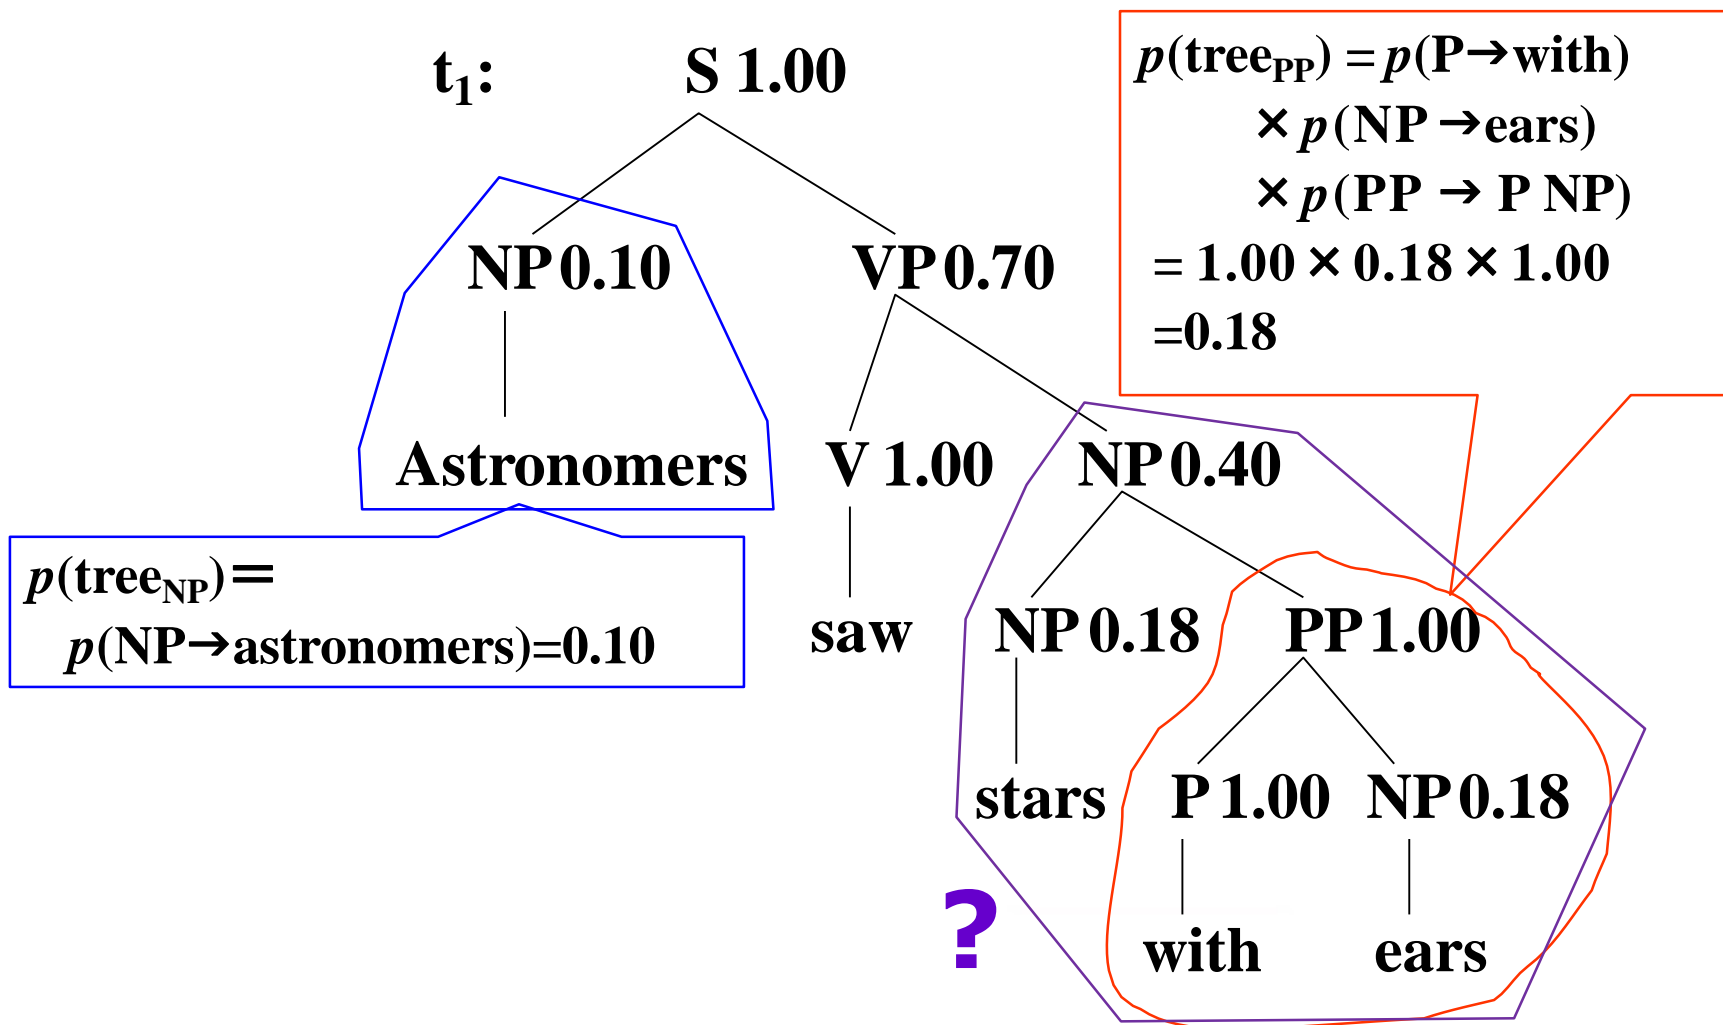 t₁: S 1.00
p(tree_PP) = p(P→with)
× p(NP →ears)
× p(PP → P NP)
= 1.00 × 0.18 × 1.00
=0.18
NP 0.10 VP 0.70
Astronomers V 1.00 NP 0.40
p(tree_NP)=
p(NP→astronomers)=0.10
saw NP 0.18 PP 1.00
stars P 1.00 NP 0.18
?
with ears